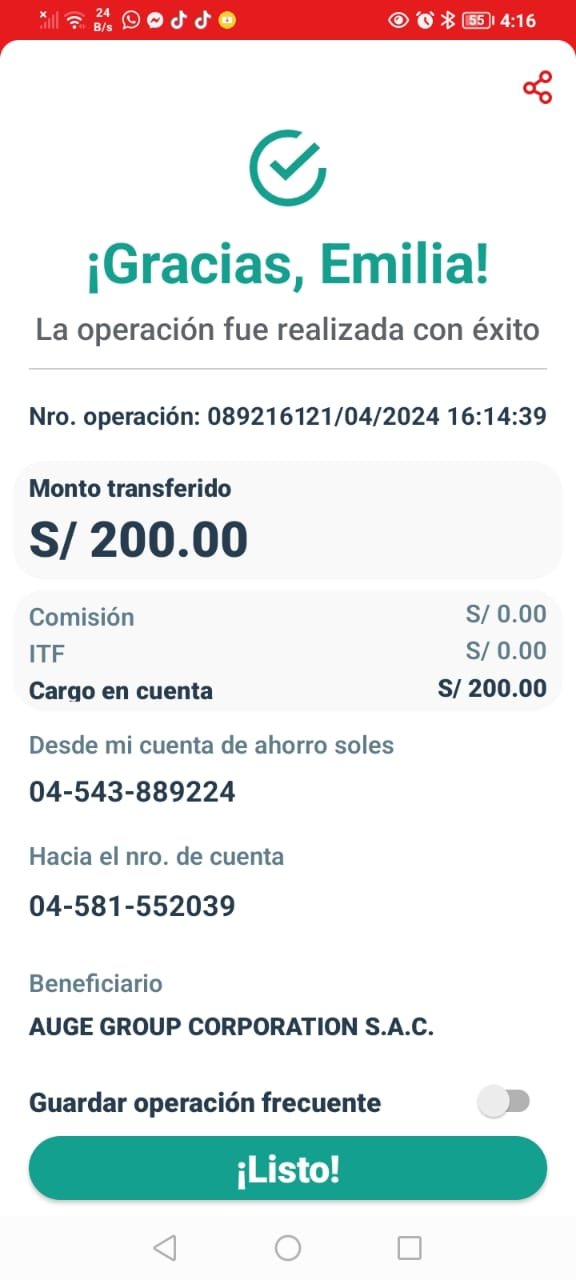 24
B/s
55
4:16
¡Gracias, Emilia!
La operación fue realizada con éxito
Nro. operación: 089216121/04/2024 16:14:39
Monto transferido
S/ 200.00
Comisión S/ 0.00
ITF S/ 0.00
Cargo en cuenta S/ 200.00
Desde mi cuenta de ahorro soles
04-543-889224
Hacia el nro. de cuenta
04-581-552039
Beneficiario
AUGE GROUP CORPORATION S.A.C.
Guardar operación frecuente
¡Listo!